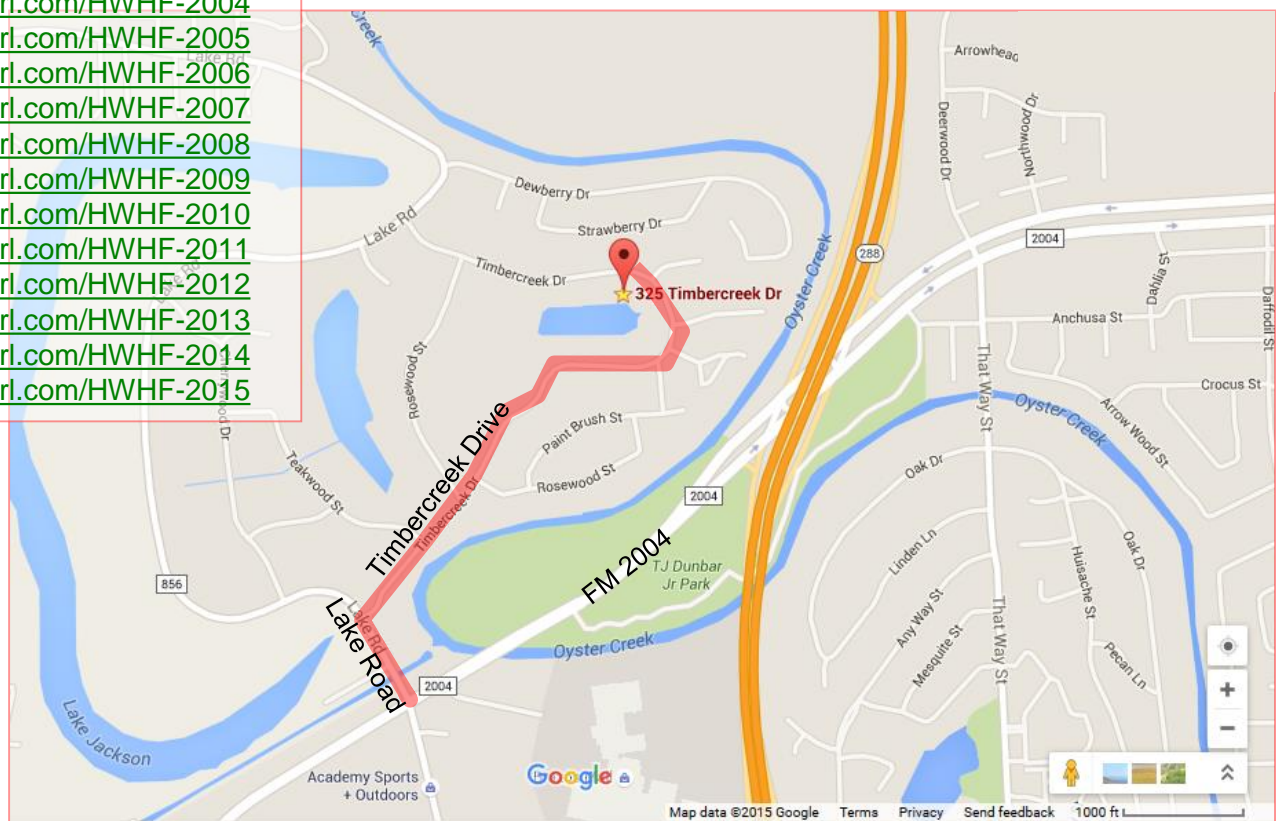 rl.com/HWHF-2004
rl.com/HWHF-2005
rl.com/HWHF-2006
rl.com/HWHF-2007
rl.com/HWHF-2008
rl.com/HWHF-2009
rl.com/HWHF-2010
rl.com/HWHF-2011
rl.com/HWHF-2012
rl.com/HWHF-2013
rl.com/HWHF-2014
rl.com/HWHF-2015
Creek
Lake Rd
Arrowhead
Deerwood Dr
Northwood Dr
Dewberry Dr
Strawberry Dr
Lake Rd
Timbercreek Dr
325 Timbercreek Dr
Oyster Creek
288
2004
Dahlia St
Daffodil St
Anchusa St
Lake Rd
Rosewood St
That Way St
Crocus St
Oyster Creek
Arrow Wood St
Paint Brush St
Rosewood St
Teakwood St
Timbercreek Drive
Timbercreek Dr
2004
Oak Dr
Oak Dr
Linden Ln
Huisache St
FM 2004
TJ Dunbar
Jr Park
856
Lake Rd
Lake Road
Any Way St
Mesquite St
That Way St
Pecan Ln
Oyster Creek
2004
Lake Jackson
Academy Sports
+ Outdoors
Google
Map data ©2015 Google Terms Privacy Send feedback 1000 ft